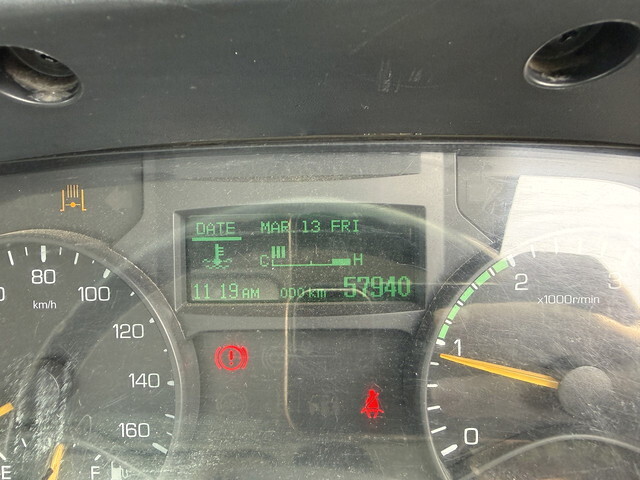 DATE MAR 13 FRI
C H
11:19 AM ODO km 57940
80
km/h
100
120
140
160
E F
2
x1000r/min
1
0